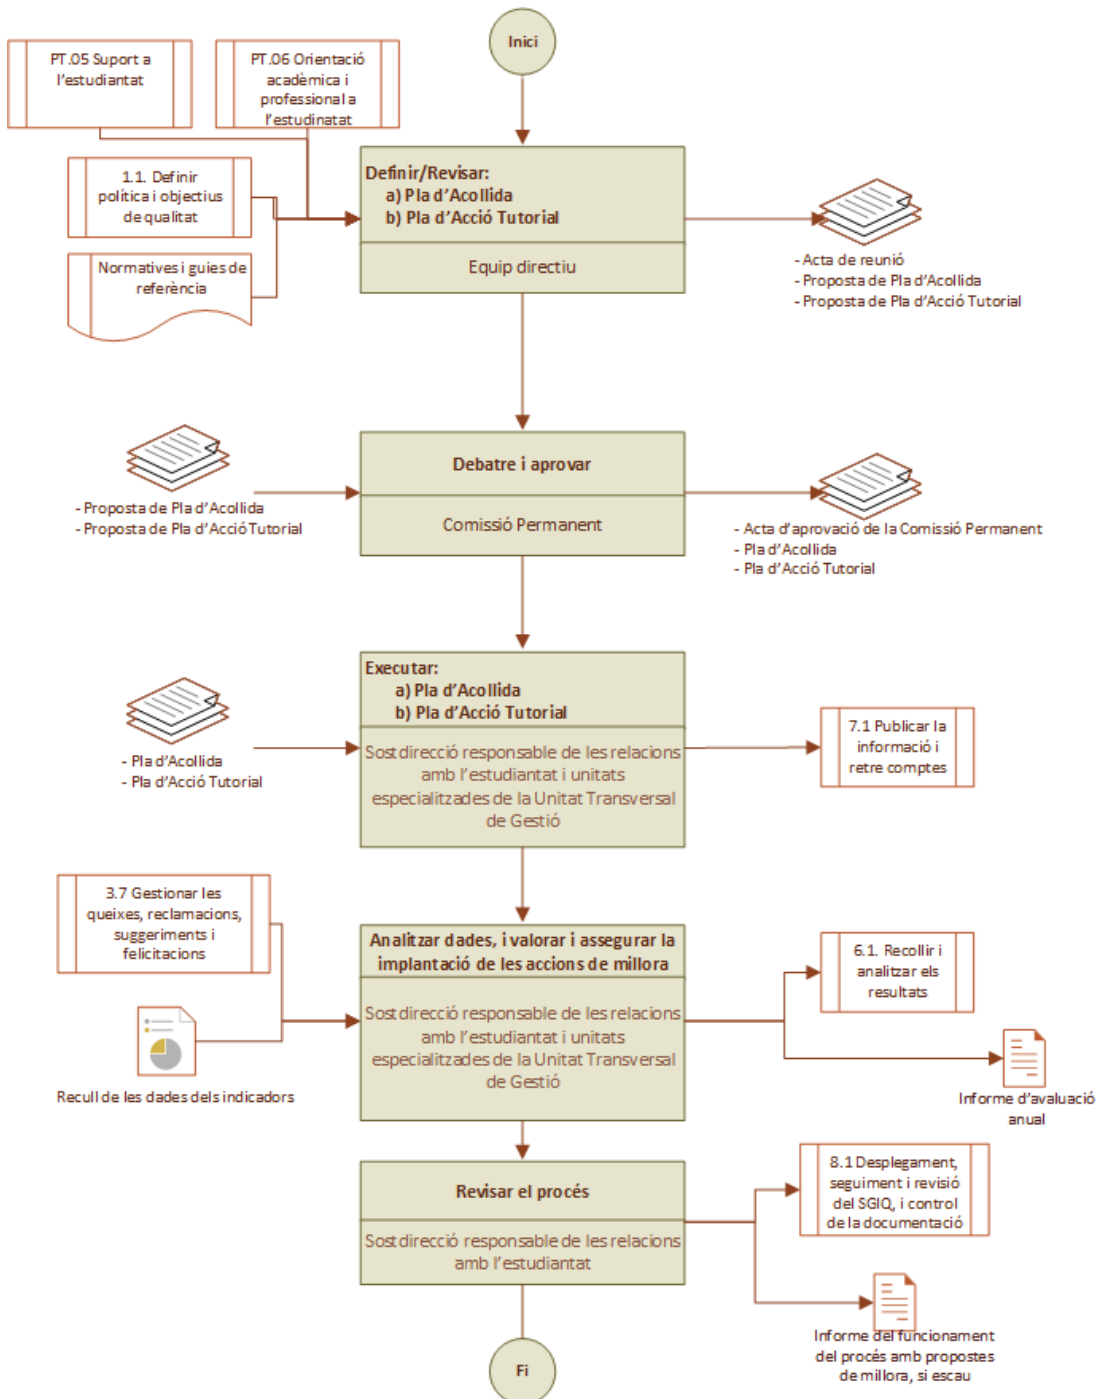 Inici
PT.05 Suport a
l'estudiantat
PT.06 Orientació
acadèmica i
professional a
l'estudinatat
1.1. Definir
política i objectius
de qualitat
Normatives i guies de
referència
Definir/Revisar:
a) Pla d'Acollida
b) Pla d'Acció Tutorial
Equip directiu
- Acta de reunió
- Proposta de Pla d'Acollida
- Proposta de Pla d'Acció Tutorial
- Proposta de Pla d'Acollida
- Proposta de Pla d'Acció Tutorial
Debatre i aprovar
Comissió Permanent
- Acta d'aprovació de la Comissió Permanent
- Pla d'Acollida
- Pla d'Acció Tutorial
- Pla d'Acollida
- Pla d'Acció Tutorial
Executar:
a) Pla d'Acollida
b) Pla d'Acció Tutorial
Sostdirecció responsable de les relacions
amb l'estudiantat i unitats
especialitzades de la Unitat Transversal
de Gestió
7.1 Publicar la
informació i
retre comptes
3.7 Gestionar les
queixes, reclamacions,
suggeriments i
felicitacions
Recull de les dades dels indicadors
Analitzar dades, i valorar i assegurar la
implantació de les accions de millora
Sostdirecció responsable de les relacions
amb l'estudiantat i unitats
especialitzades de la Unitat Transversal
de Gestió
6.1. Recollir i
analitzar els
resultats
Informe d'avaluació
anual
Revisar el procés
Sostdirecció responsable de les relacions
amb l'estudiantat
8.1 Desplegament,
seguiment i revisió
del SGIQ, i control
de la documentació
Informe del funcionament
del procés amb propostes
de millora, si escau
Fi